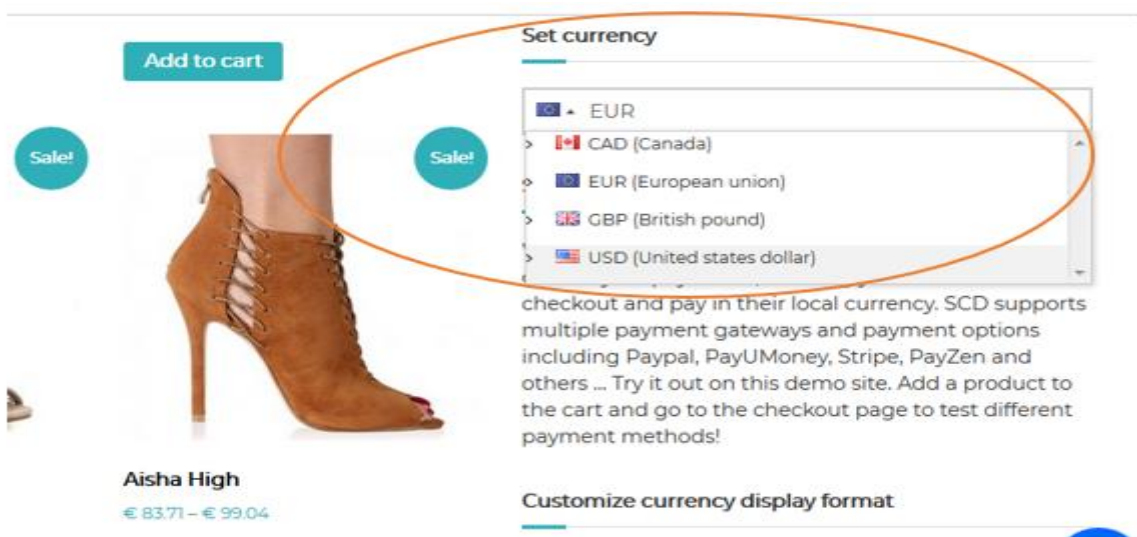 Add to cart
Sale!
Sale!
Aisha High
€ 83.71 – € 99.04
Set currency
EUR
CAD (Canada)
EUR (European union)
GBP (British pound)
USD (United states dollar)
checkout and pay in their local currency. SCD supports
multiple payment gateways and payment options
including Paypal, PayUMoney, Stripe, PayZen and
others ... Try it out on this demo site. Add a product to
the cart and go to the checkout page to test different
payment methods!
Customize currency display format